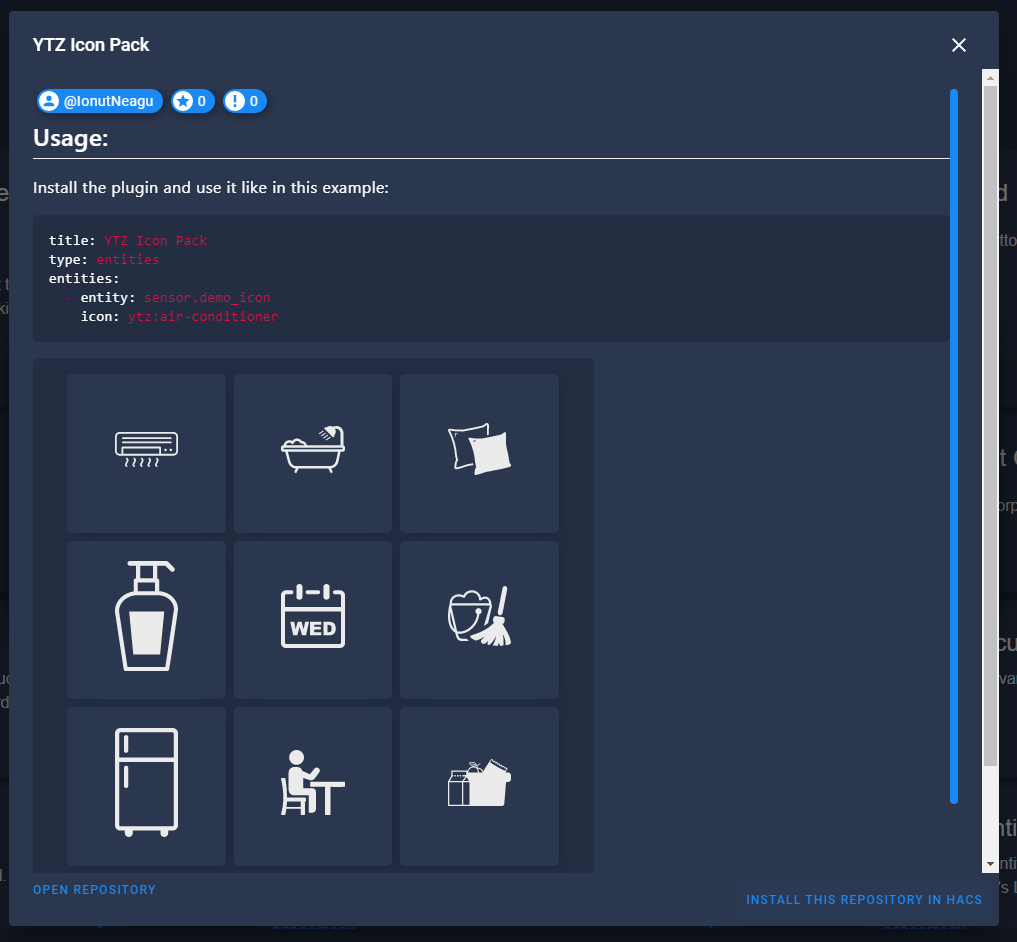 YTZ Icon Pack
@IonutNeagu 0 0
Usage:
Install the plugin and use it like in this example:
title: YTZ Icon Pack
type: entities
entities:
- entity: sensor.demo_icon
icon: ytz:air-conditioner
WED
OPEN REPOSITORY
INSTALL THIS REPOSITORY IN HACS